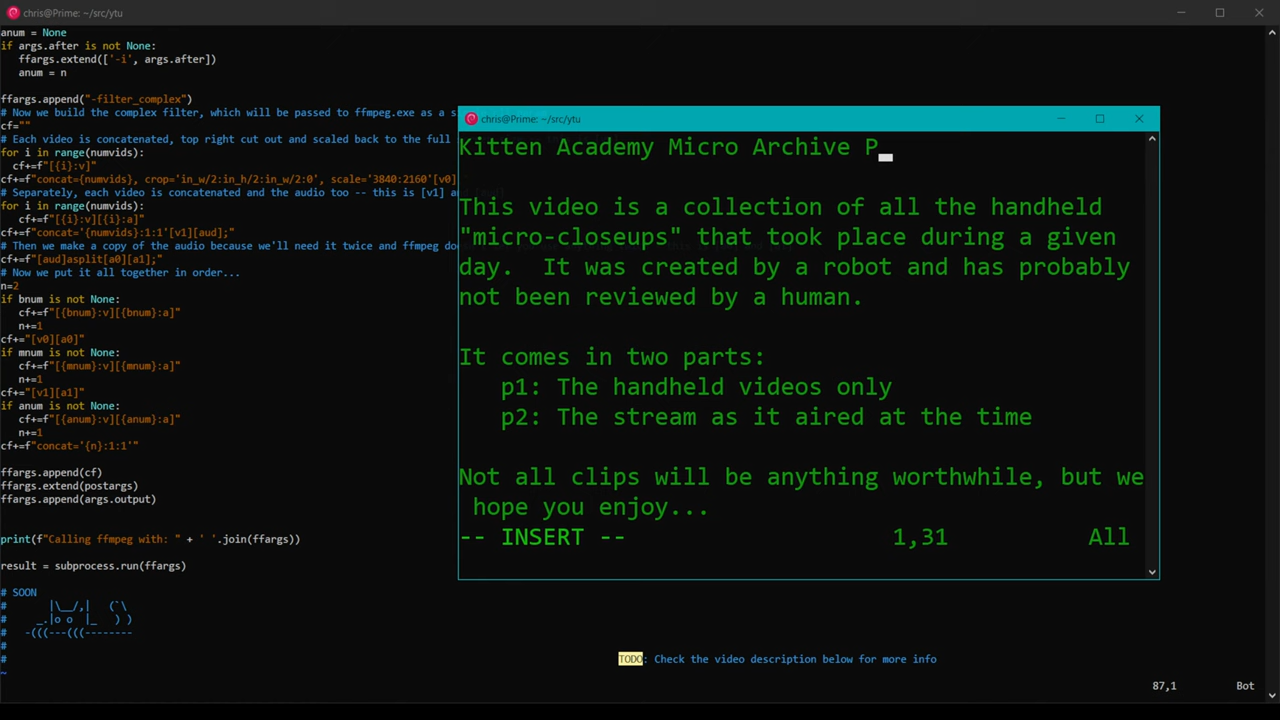 chris@Prime: ~/src/ytu
anum = None
if args.after is not None:
   ffargs.extend(['-i', args.after])
   anum = n

ffargs.append("-filter_complex")
# Now we build the complex filter, which will be passed to ffmpeg.exe as a s
cf=""
# Each video is concatenated, top right cut out and scaled back to the full
for i in range(numvids):
   cf+=f"[{i}:v]"
cf+=f"concat={numvids}, crop='in_w/2:in_h/2:in_w/2:0', scale='3840:2160'[v0]
# Separately, each video is concatenated and the audio too -- this is [v1] a
for i in range(numvids):
    cf+=f"[{i}:v][{i}:a]"
cf+=f"concat='{numvids}:1:1'[v1][aud];"
# Then we make a copy of the audio because we'll need it twice and ffmpeg do
cf+=f"[aud]asplit[a0][a1];"
# Now we put it all together in order...
n=2
if bnum is not None:
    cf+=f"[{bnum}:v][{bnum}:a]"
    n+=1
cf+="[v0][a0]"
if mnum is not None:
    cf+=f"[{mnum}:v][{mnum}:a]"
    n+=1
cf+="[v1][a1]"
if anum is not None:
    cf+=f"[{anum}:v][{anum}:a]"
    n+=1
cf+=f"concat='{n}:1:1'"

ffargs.append(cf)
ffargs.extend(postargs)
ffargs.append(args.output)

print(f"Calling ffmpeg with: " + ' '.join(ffargs))

result = subprocess.run(ffargs)

# SOON
#       |\__/,|   (`\
#     _.|o o  |_   ) )
#   -(((---(((--------
#
#
~
chris@Prime: ~/src/ytu
Kitten Academy Micro Archive P

This video is a collection of all the handheld
"micro-closeups" that took place during a given
day.  It was created by a robot and has probably
not been reviewed by a human.

It comes in two parts:
   p1: The handheld videos only
   p2: The stream as it aired at the time

Not all clips will be anything worthwhile, but we
 hope you enjoy...
-- INSERT -- 1,31 All
TODO: Check the video description below for more info
87,1 Bot